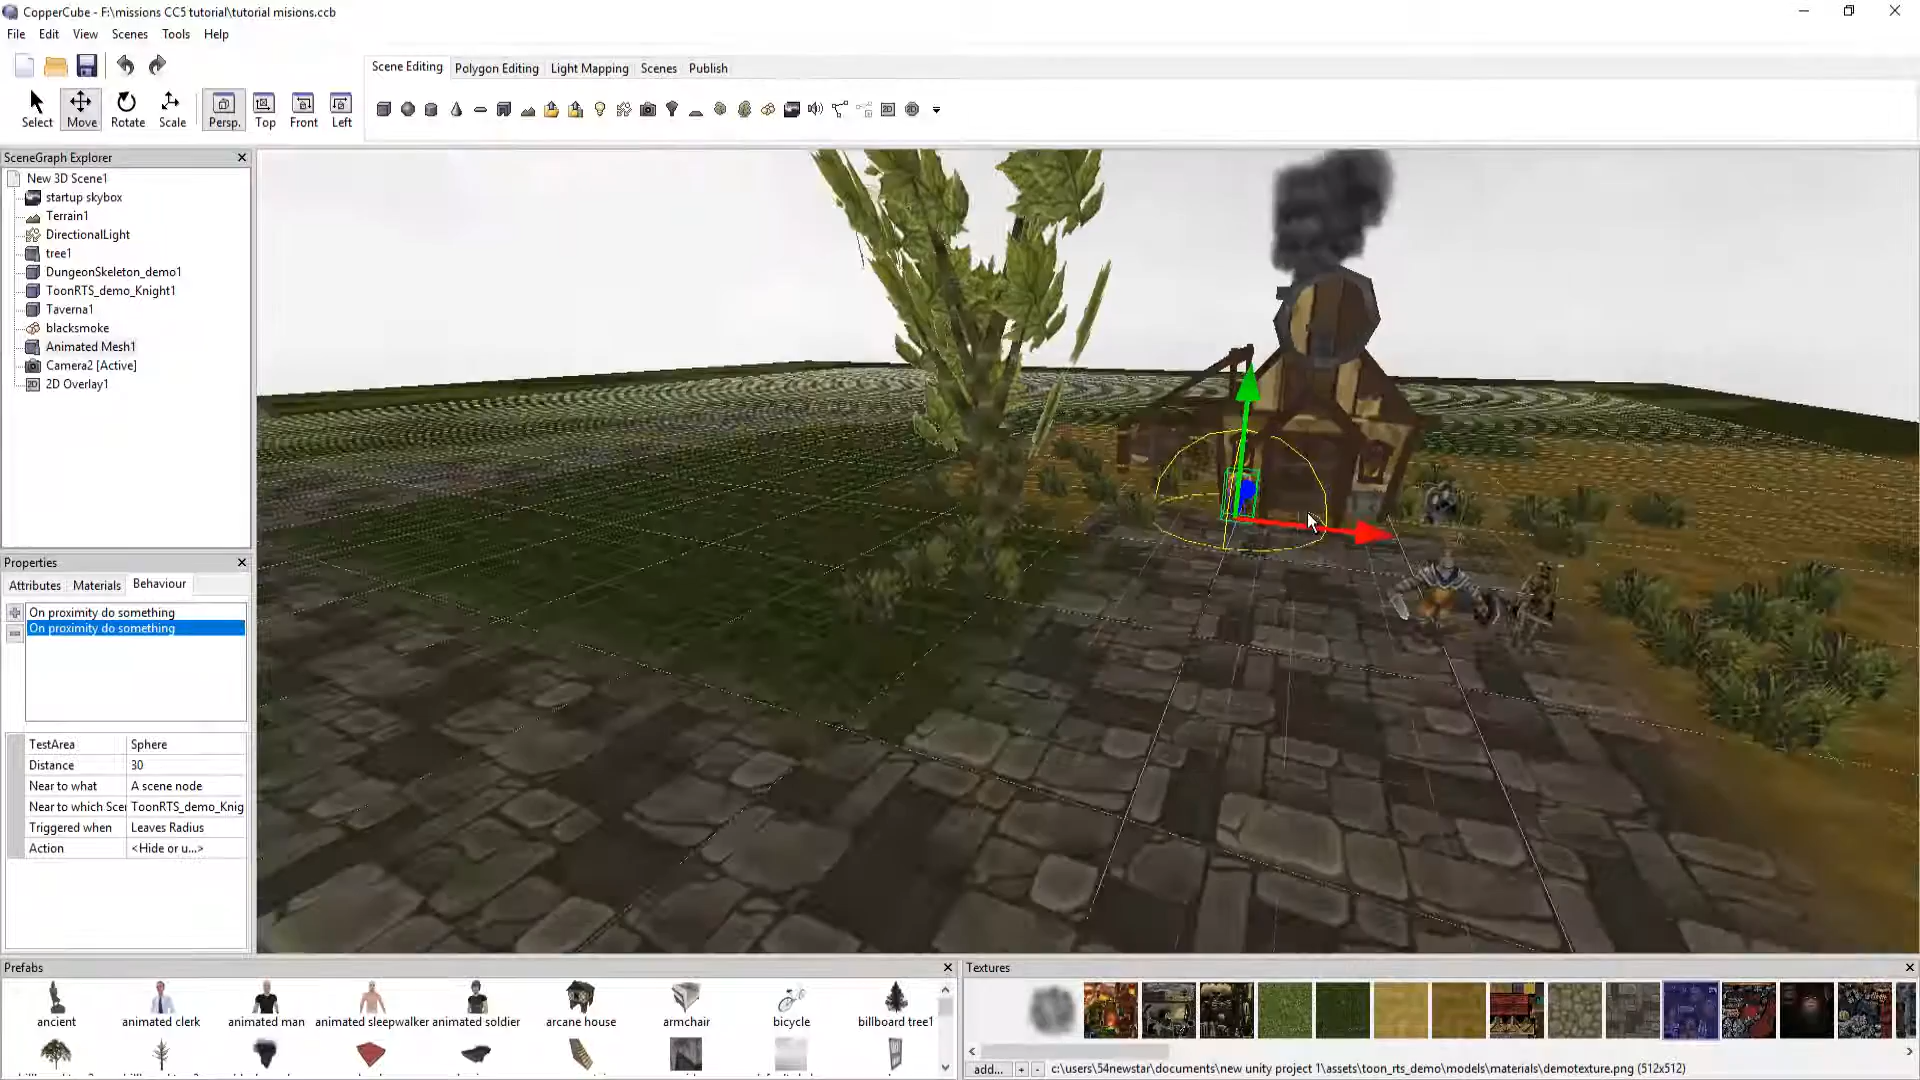 CopperCube - F:\missions CC5 tutorial\tutorial misions.ccb
File Edit View Scenes Tools Help
Scene Editing Polygon Editing Light Mapping Scenes Publish
Select Move Rotate Scale Persp. Top Front Left
SceneGraph Explorer
New 3D Scene1
startup skybox
Terrain1
DirectionalLight
tree1
DungeonSkeleton_demo1
ToonRTS_demo_Knight1
Taverna1
blacksmoke
Animated Mesh1
Camera2 [Active]
2D Overlay1
Properties
Attributes Materials Behaviour
On proximity do something
On proximity do something
TestArea Sphere
Distance 30
Near to what A scene node
Near to which Scei ToonRTS_demo_Knig
Triggered when Leaves Radius
Action <Hide or u...>
Prefabs
ancient animated clerk animated man animated sleepwalker animated soldier arcane house armchair bicycle billboard tree1
Textures
add... + - c:\users\54newstar\documents\new unity project 1\assets\toon_rts_demo\models\materials\demotexture.png (512x512)